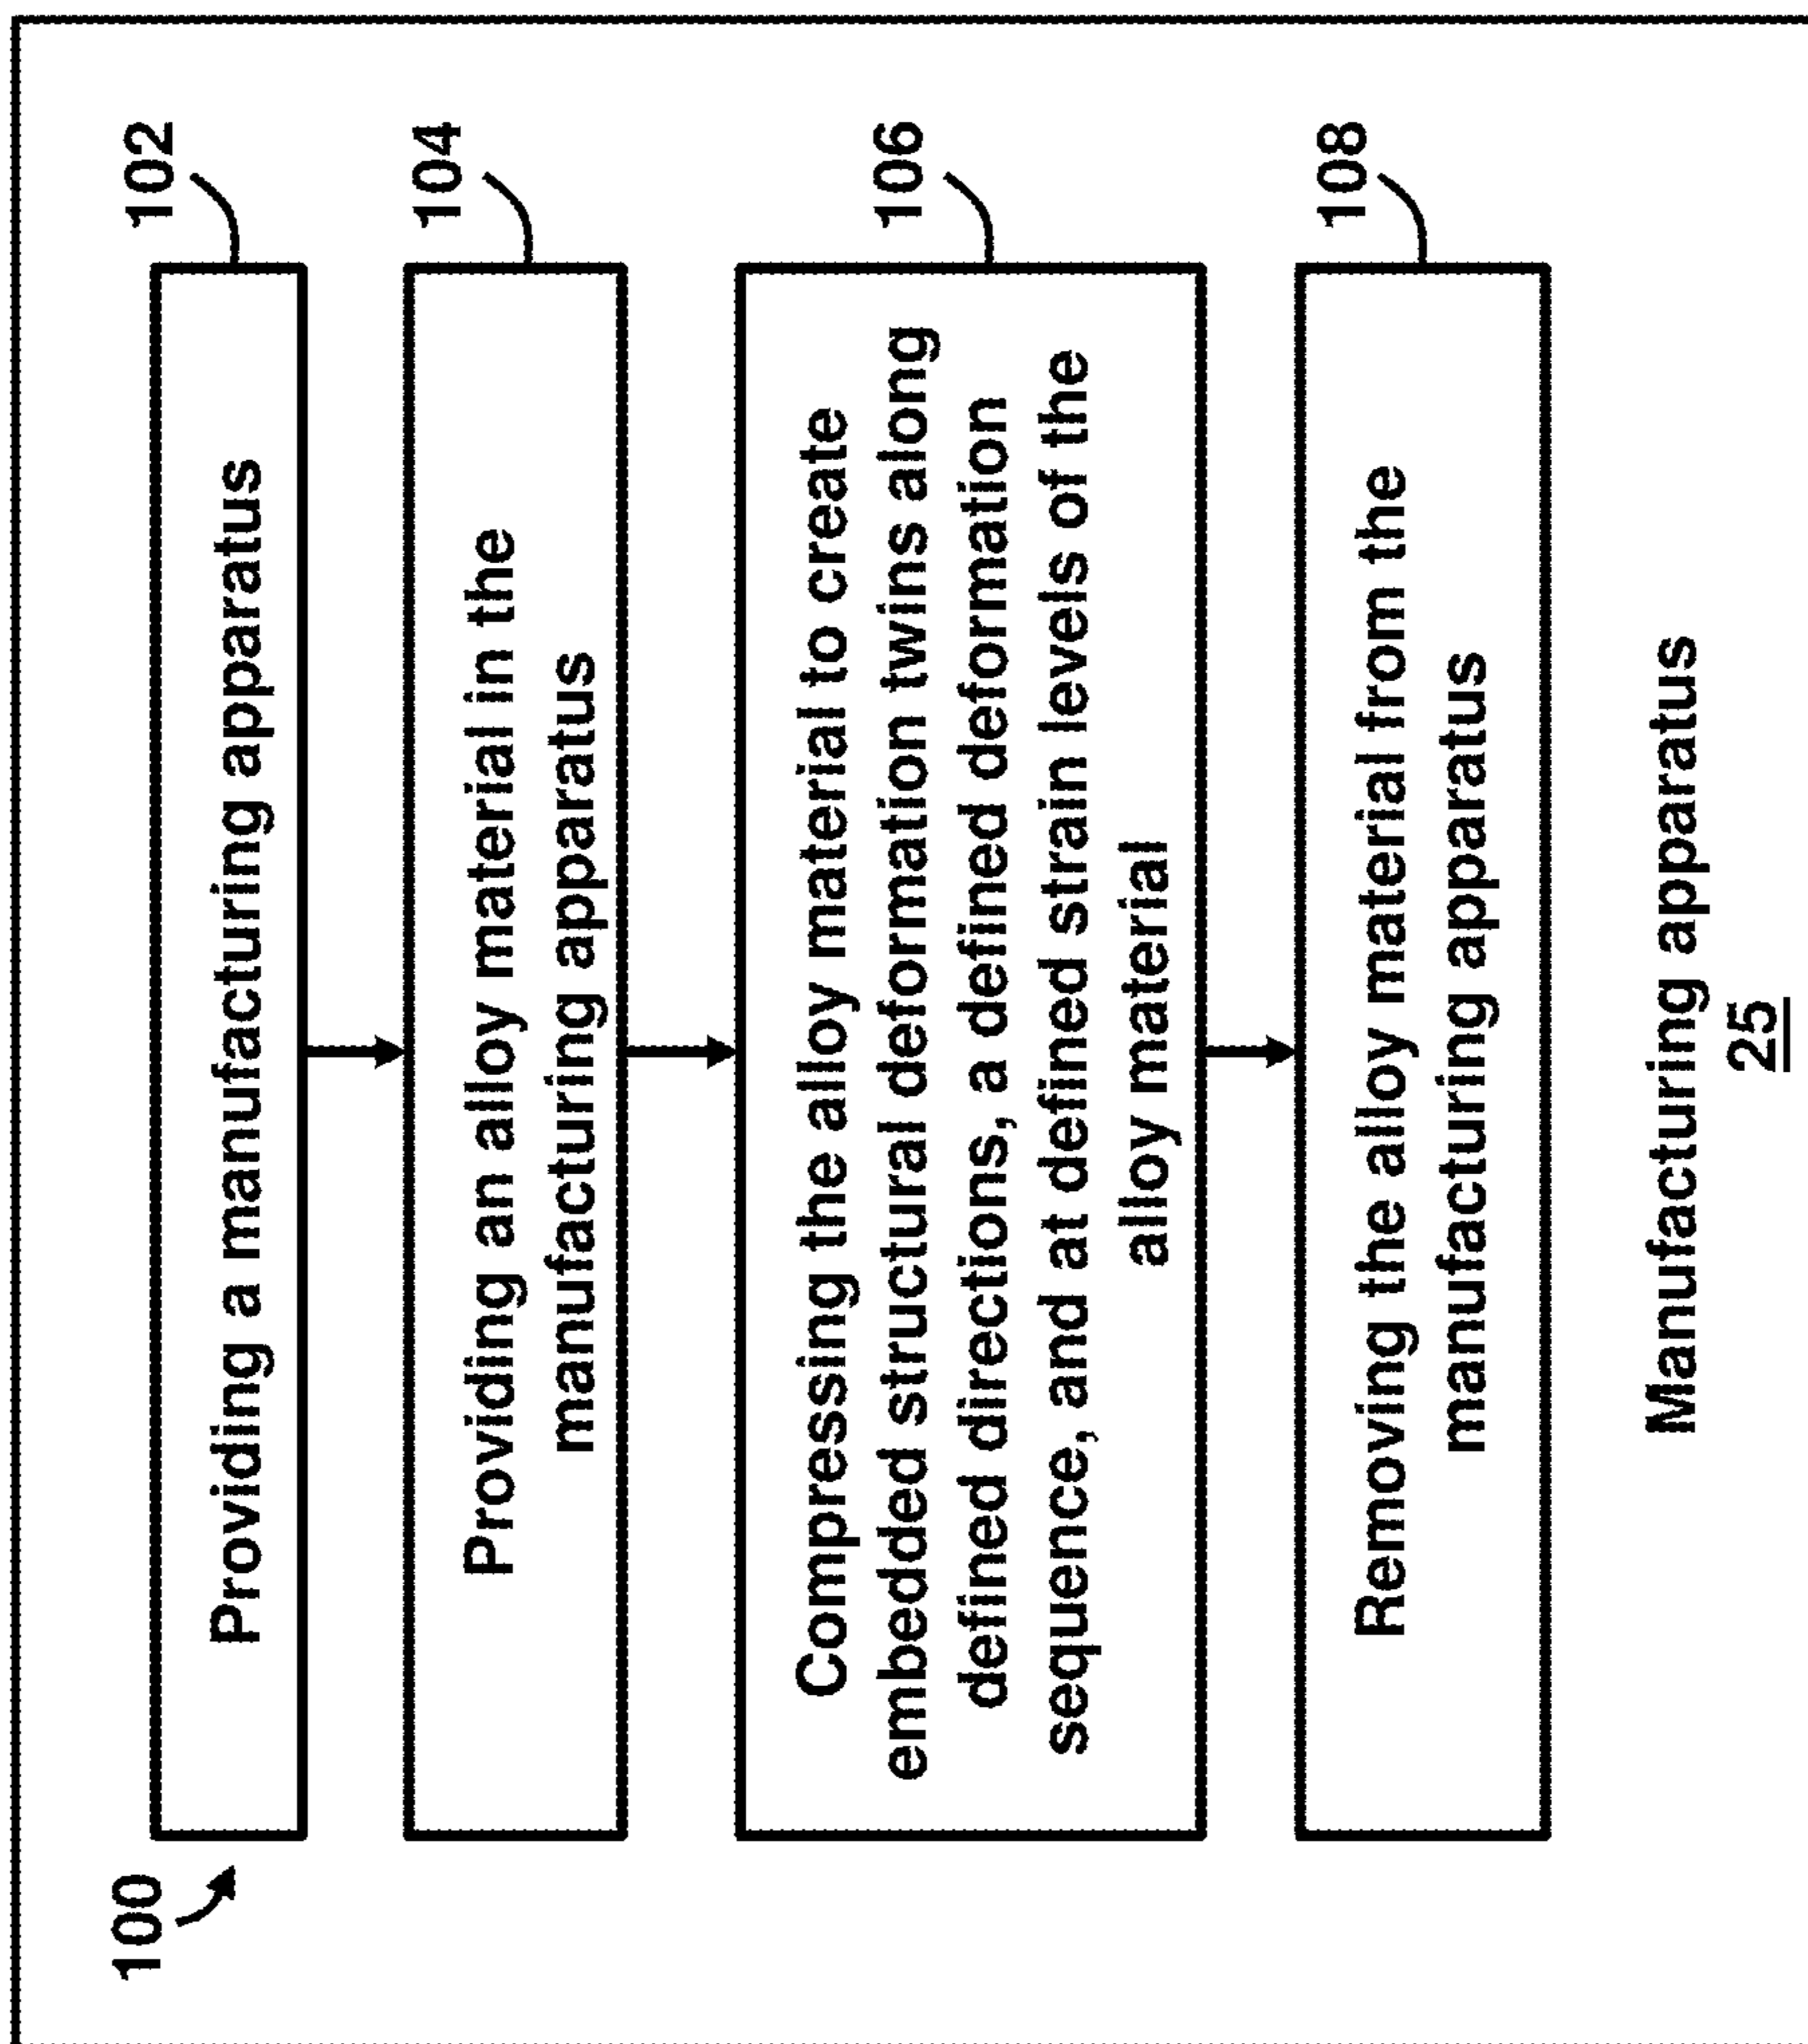 100
Providing a manufacturing apparatus
102
Providing an alloy material in the
manufacturing apparatus
104
Compressing the alloy material to create
embedded structural deformation twins along
defined directions, a defined deformation
sequence, and at defined strain levels of the
alloy material
106
Removing the alloy material from the
manufacturing apparatus
108
Manufacturing apparatus
25